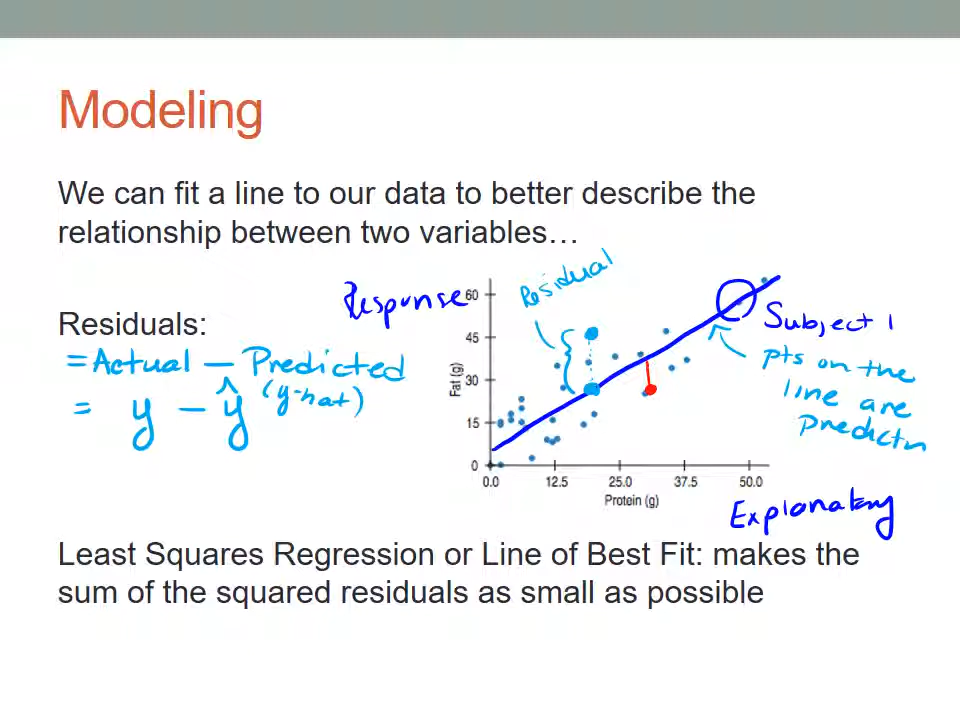 Modeling
We can fit a line to our data to better describe the
relationship between two variables…
Residuals:
= Actual – Predicted
= y – ŷ (y-hat)
Response
Residual
Subject 1
pts on the
line are
predictn
Fat (g)
60
45
30
15
0
0.0 12.5 25.0 37.5 50.0
Protein (g)
Explanatory
Least Squares Regression or Line of Best Fit: makes the
sum of the squared residuals as small as possible